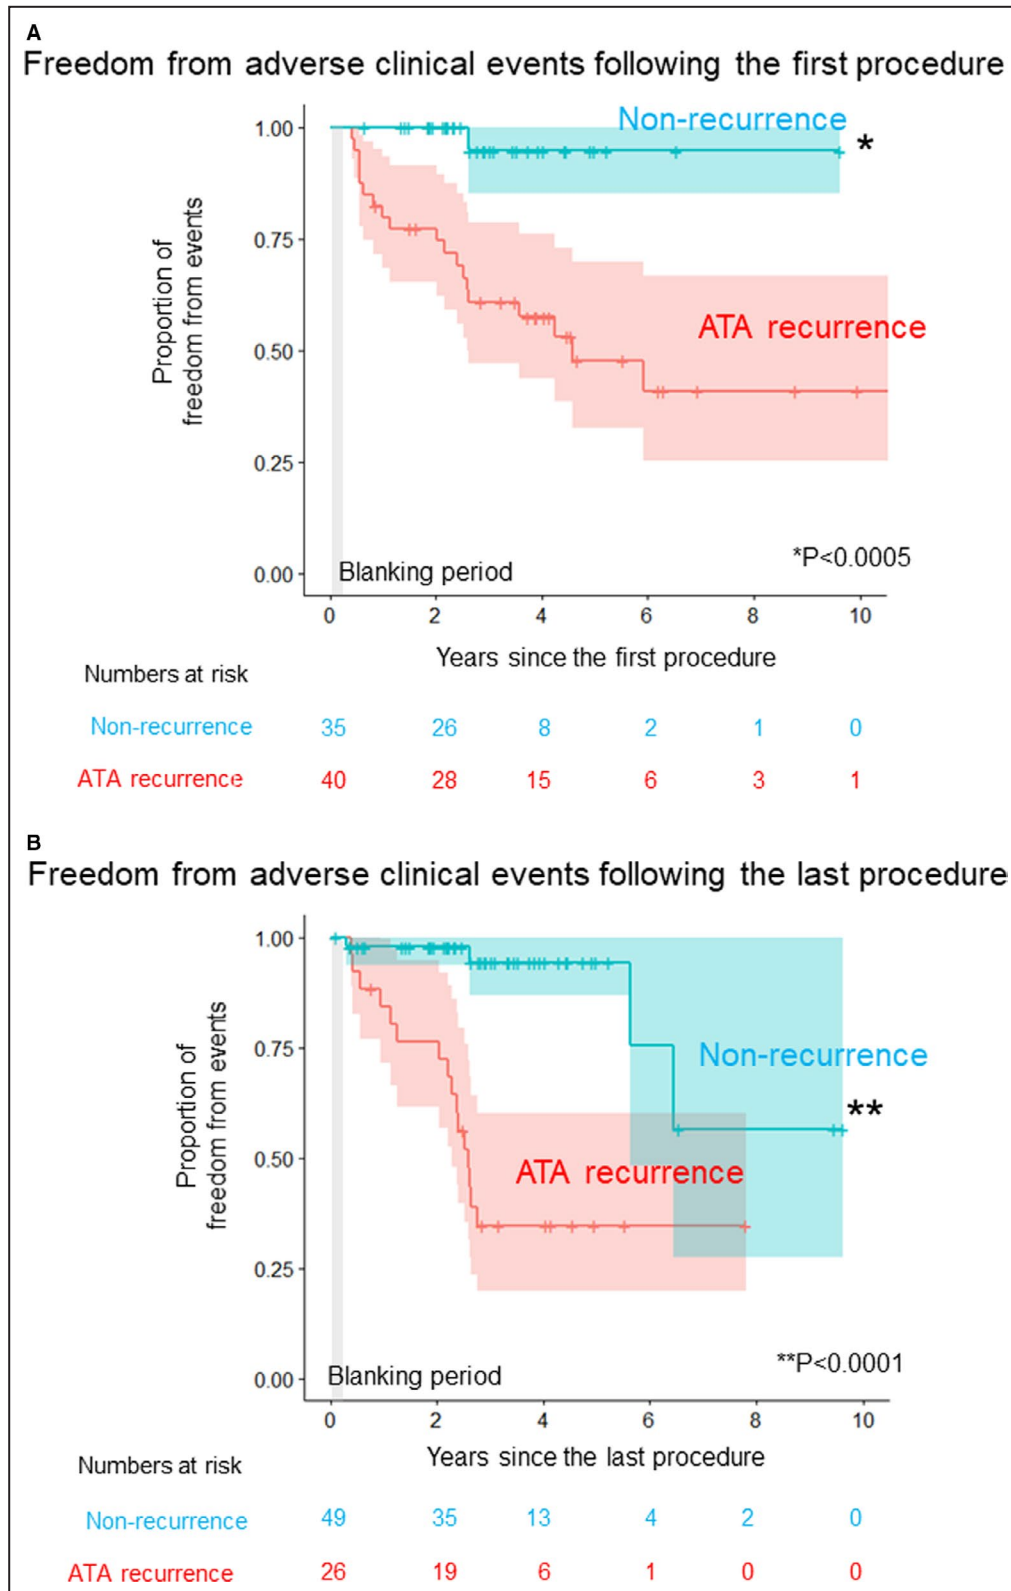 A
Freedom from adverse clinical events following the first procedure
Non-recurrence
*
1.00
0.75
0.50
0.25
0.00
Proportion of
freedom from events
ATA recurrence
*P<0.0005
Blanking period
0 2 4 6 8 10
Years since the first procedure
Numbers at risk
Non-recurrence 35 26 8 2 1 0
ATA recurrence 40 28 15 6 3 1
B
Freedom from adverse clinical events following the last procedure
1.00
0.75
0.50
0.25
0.00
Proportion of
freedom from events
Non-recurrence
**
ATA recurrence
**P<0.0001
Blanking period
0 2 4 6 8 10
Years since the last procedure
Numbers at risk
Non-recurrence 49 35 13 4 2 0
ATA recurrence 26 19 6 1 0 0